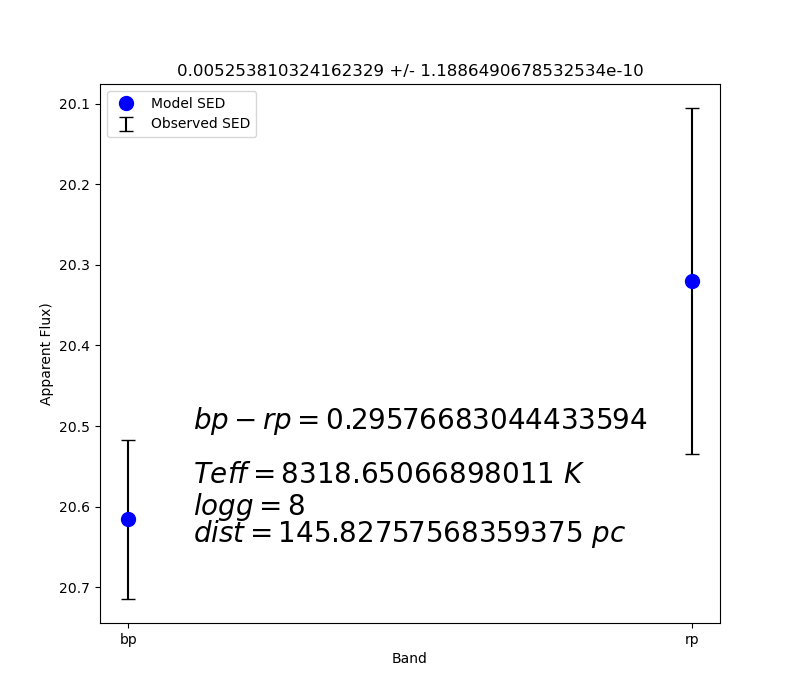 0.005253810324162329 +/- 1.1886490678532534e-10
Model SED
Observed SED
20.1
20.2
20.3
20.4
20.5
20.6
20.7
Apparent Flux)
bp − rp = 0.29576683044433594
Teff = 8318.65066898011 K
logg = 8
dist = 145.82757568359375 pc
bp
rp
Band